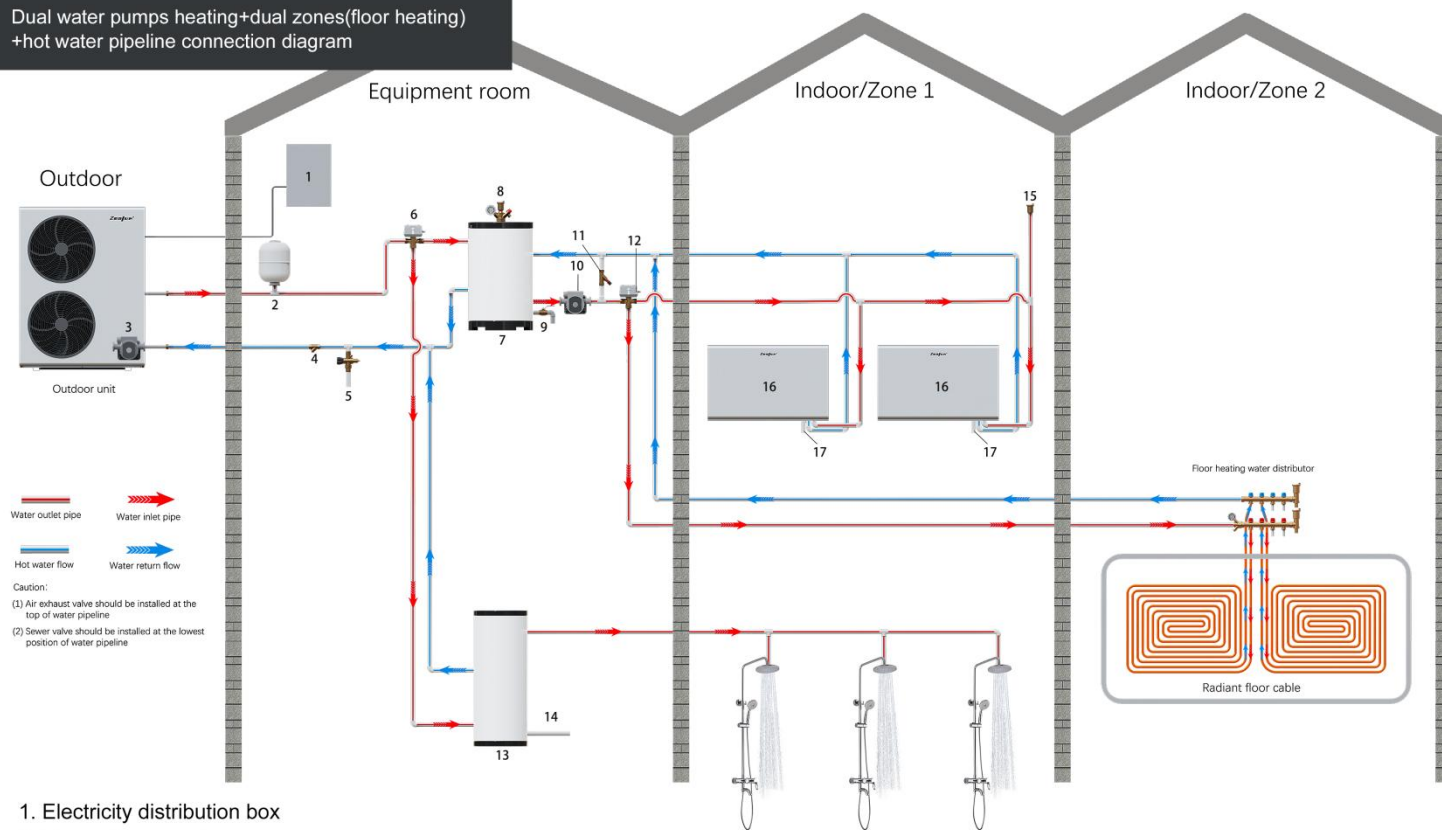 Dual water pumps heating+dual zones(floor heating)
+hot water pipeline connection diagram
Equipment room
Indoor/Zone 1
Indoor/Zone 2
Outdoor
1
2
3
Outdoor unit
4
5
6
7
8
9
10
11
12
15
16
16
17
17
Floor heating water distributor
Water outlet pipe
Water inlet pipe
Hot water flow
Water return flow
Caution:
(1) Air exhaust valve should be installed at the
top of water pipeline
(2) Sewer valve should be installed at the lowest
position of water pipeline
13
14
Radiant floor cable
1. Electricity distribution box